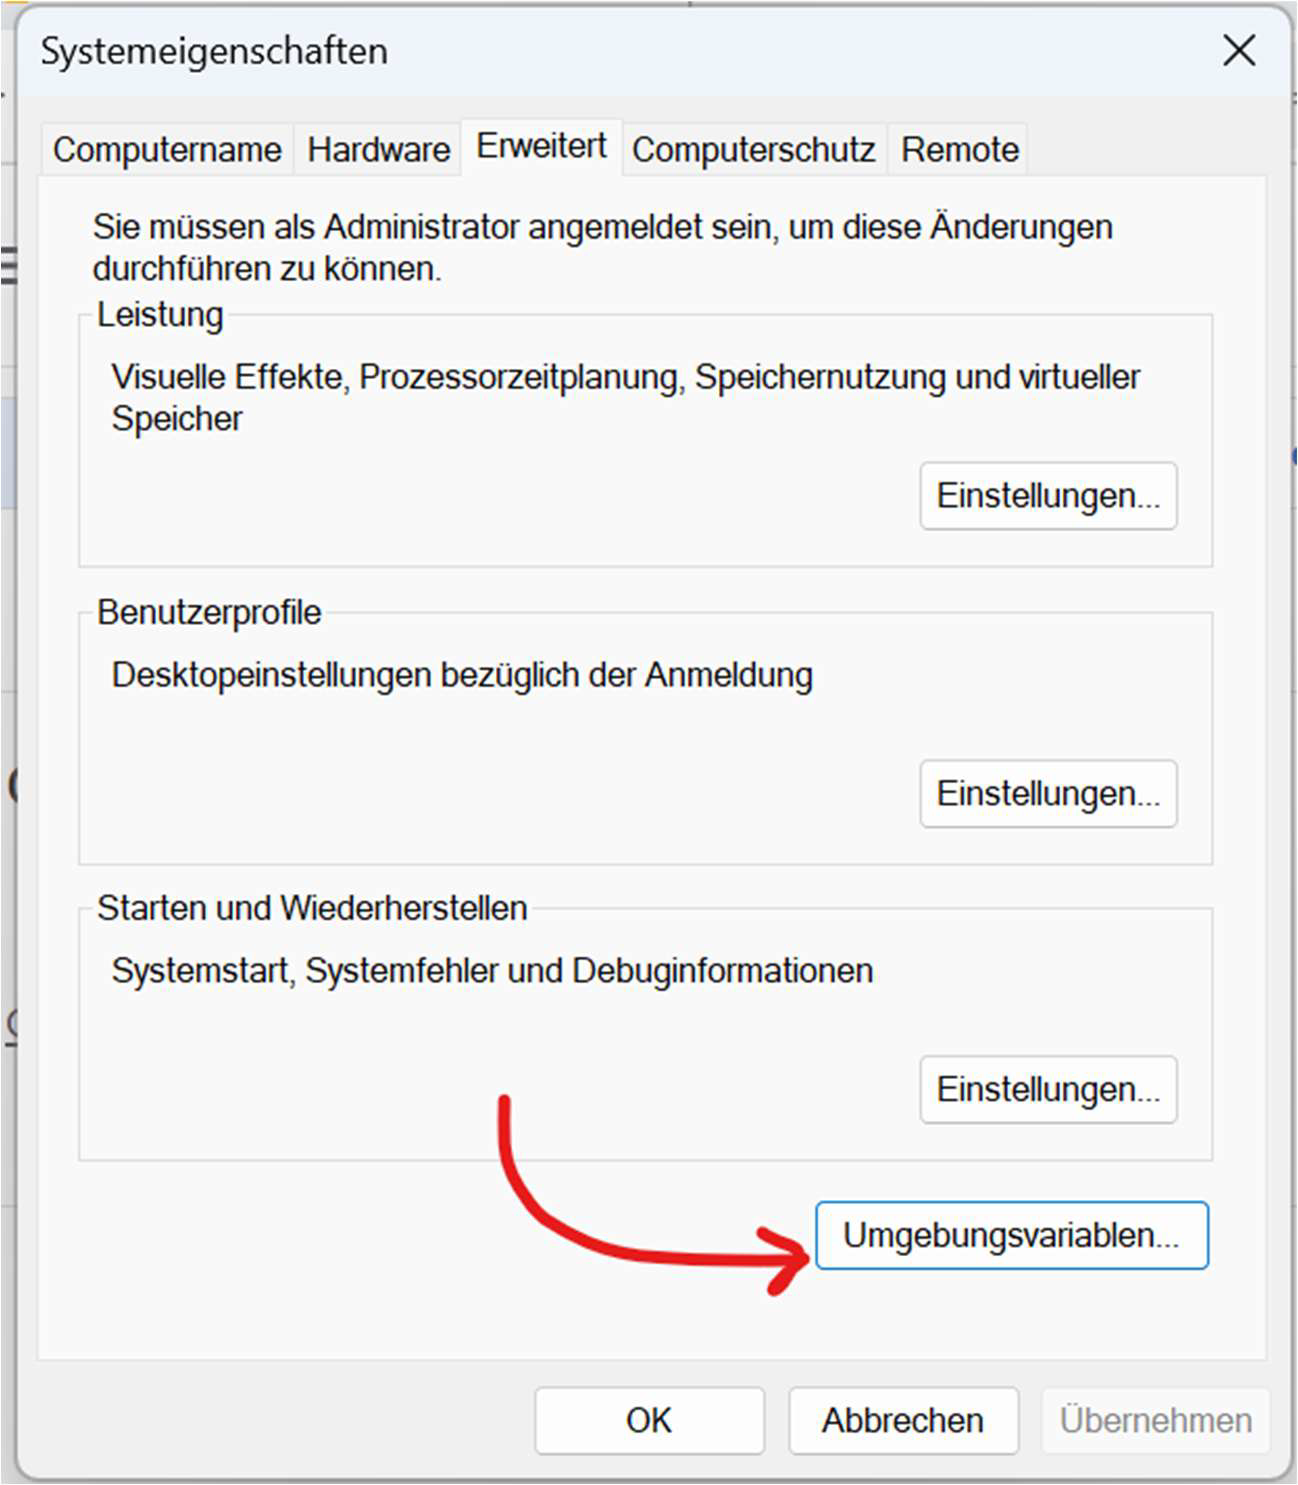 Systemeigenschaften
Computername Hardware Erweitert Computerschutz Remote
Sie müssen als Administrator angemeldet sein, um diese Änderungen
durchführen zu können.
Leistung
Visuelle Effekte, Prozessorzeitplanung, Speichernutzung und virtueller
Speicher
Einstellungen...
Benutzerprofile
Desktopeinstellungen bezüglich der Anmeldung
Einstellungen...
Starten und Wiederherstellen
Systemstart, Systemfehler und Debuginformationen
Einstellungen...
Umgebungsvariablen...
OK Abbrechen Übernehmen